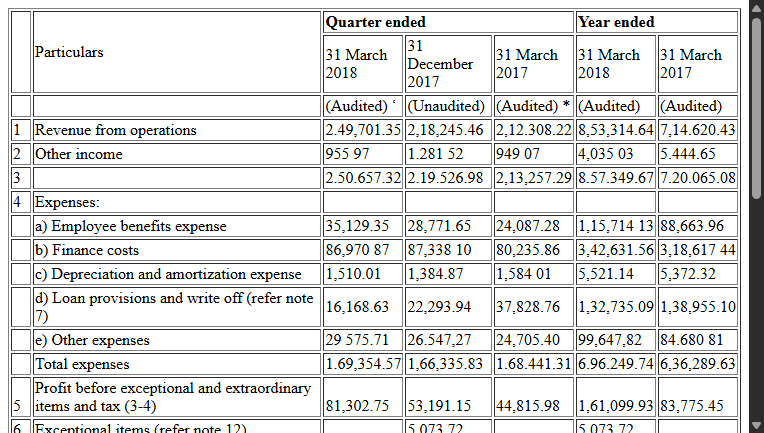 Quarter ended Year ended
Particulars 31 March 2018 31 December 2017 31 March 2017 31 March 2018 31 March 2017
(Audited) ‘ (Unaudited) (Audited) * (Audited) (Audited)
1 Revenue from operations 2.49,701.35 2,18,245.46 2,12.308.22 8,53,314.64 7,14.620.43
2 Other income 955 97 1.281 52 949 07 4,035 03 5.444.65
3 2.50.657.32 2.19.526.98 2,13,257.29 8.57.349.67 7.20.065.08
4 Expenses:
a) Employee benefits expense 35,129.35 28,771.65 24,087.28 1,15,714 13 88,663.96
b) Finance costs 86,970 87 87,338 10 80,235.86 3,42,631.56 3,18,617 44
c) Depreciation and amortization expense 1,510.01 1,384.87 1,584 01 5,521.14 5,372.32
d) Loan provisions and write off (refer note 7) 16,168.63 22,293.94 37,828.76 1,32,735.09 1,38,955.10
e) Other expenses 29 575.71 26.547,27 24,705.40 99,647,82 84.680 81
Total expenses 1.69,354.57 1,66,335.83 1.68.441.31 6.96.249.74 6,36,289.63
5 Profit before exceptional and extraordinary items and tax (3-4) 81,302.75 53,191.15 44,815.98 1,61,099.93 83,775.45
6 Exceptional items (refer note 12) 5,073.72 5,073.72